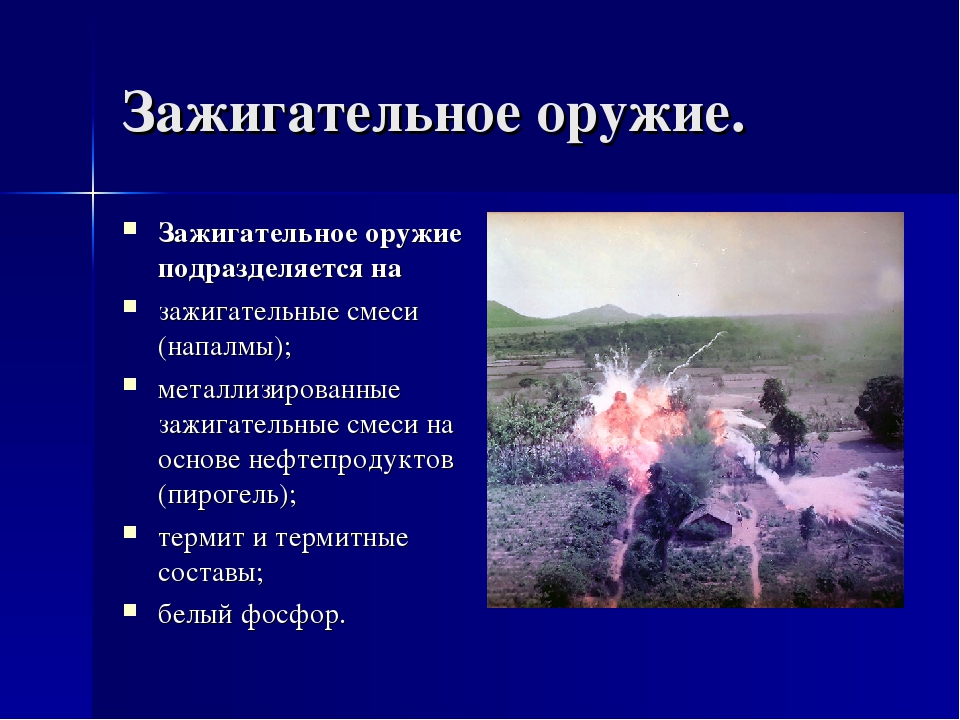 Зажигательное оружие.
Зажигательное оружие
подразделяется на
зажигательные смеси
(напалмы);
металлизированные
зажигательные смеси на
основе нефтепродуктов
(пирогель);
термит и термитные
составы;
белый фосфор.